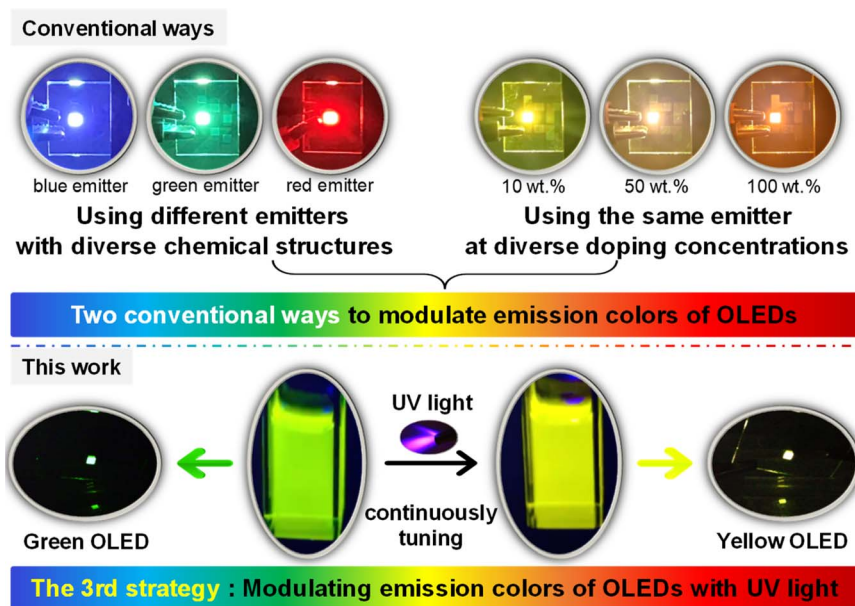 Conventional ways
blue emitter
green emitter
red emitter
10 wt.%
50 wt.%
100 wt.%
Using different emitters
with diverse chemical structures
Using the same emitter
at diverse doping concentrations
Two conventional ways to modulate emission colors of OLEDs
This work
UV light
continuously
tuning
Green OLED
Yellow OLED
The 3rd strategy : Modulating emission colors of OLEDs with UV light